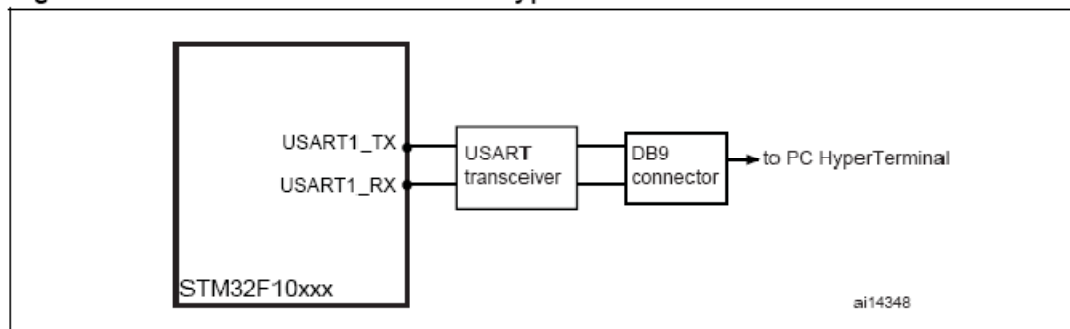 USART1_TX
USART1_RX
USART
transceiver
DB9
connector
to PC HyperTerminal
STM32F10xxx
ai14348